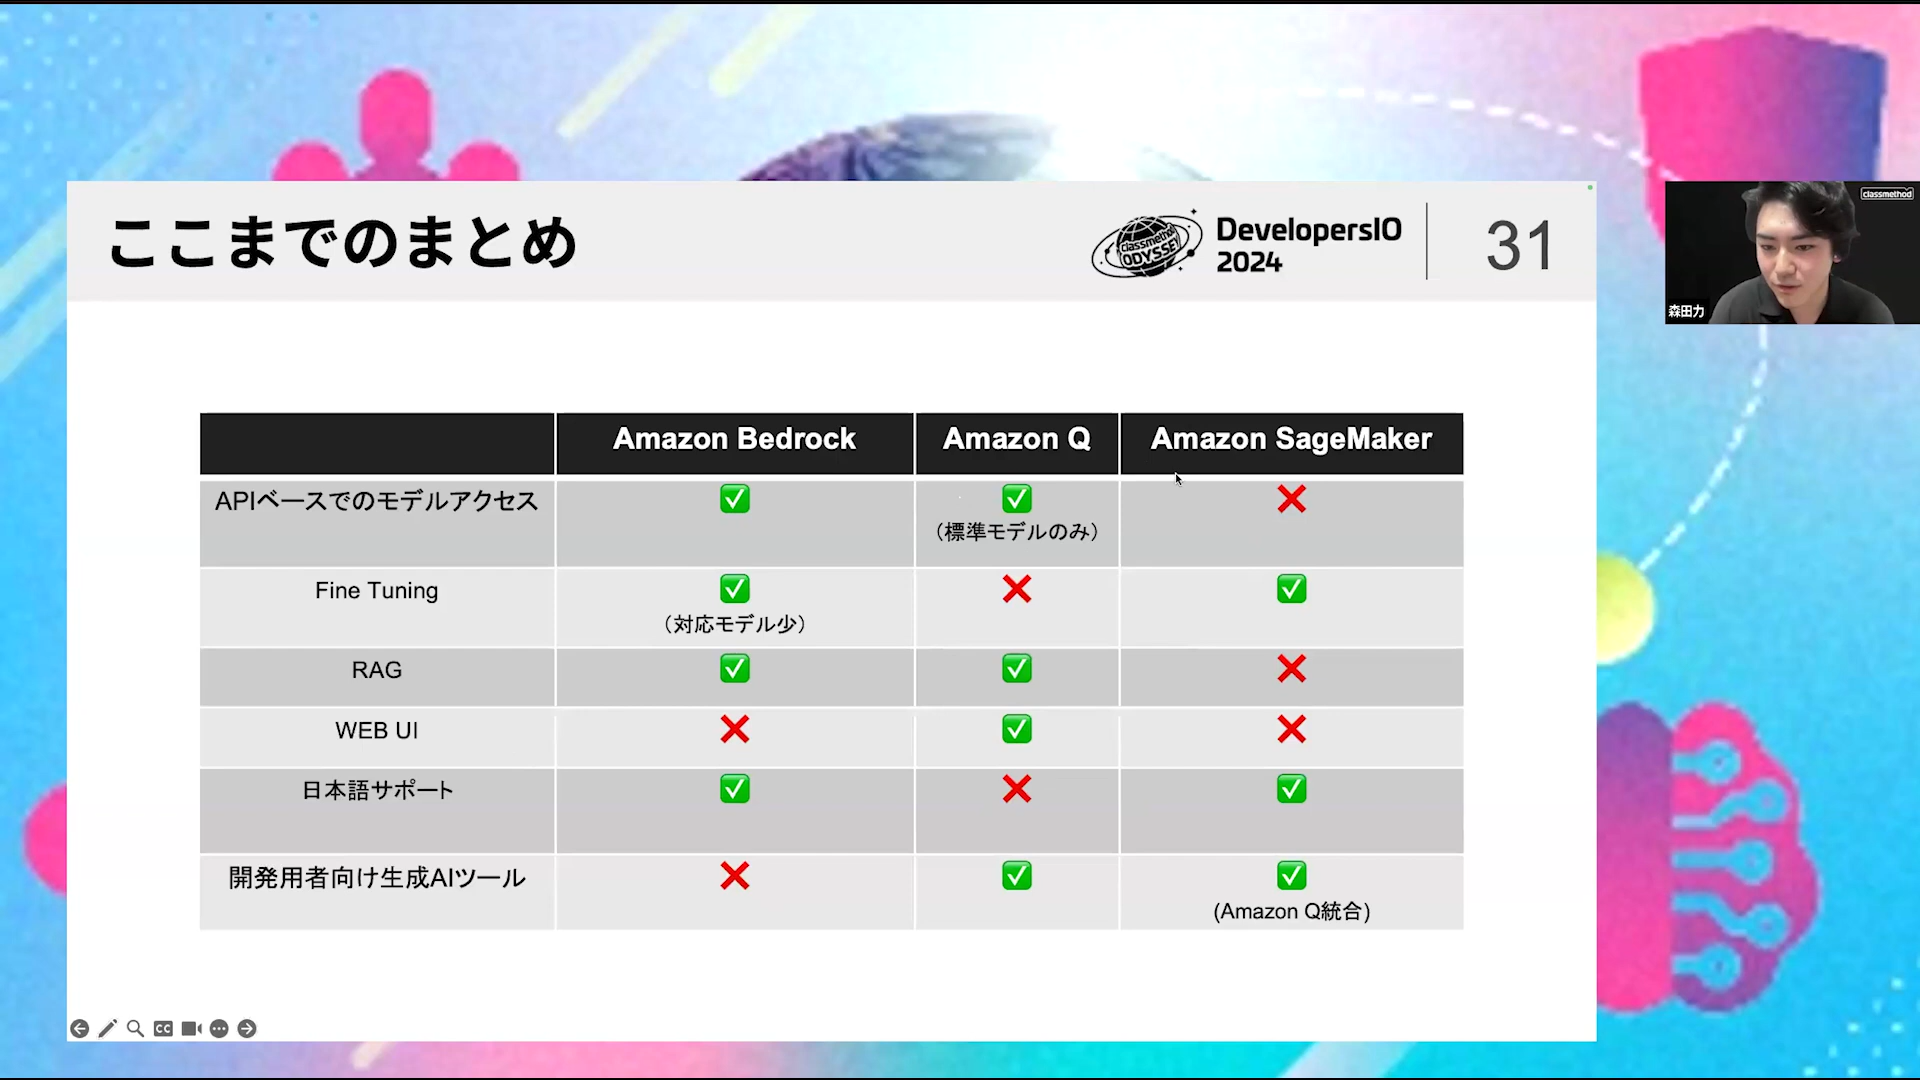 ここまでのまとめ
classmethod
ODYSSEY
DevelopersIO
2024
31
classmethod
森田力
Amazon Bedrock
Amazon Q
Amazon SageMaker
APIベースでのモデルアクセス
（標準モデルのみ）
Fine Tuning
（対応モデル少）
RAG
WEB UI
日本語サポート
開発用者向け生成AIツール
(Amazon Q統合)
CC